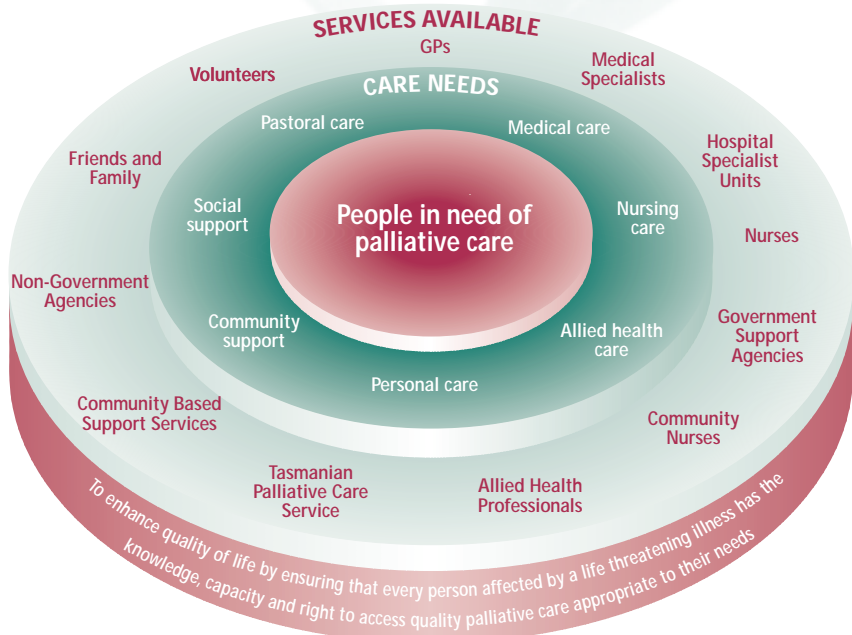 SERVICES AVAILABLE
GPs
Medical
Specialists
Hospital
Specialist
Units
Nurses
Government
Support
Agencies
Community
Nurses
Allied Health
Professionals
Tasmanian
Palliative Care
Service
Community Based
Support Services
Non-Government
Agencies
Friends and
Family
Volunteers
CARE NEEDS
Medical care
Nursing
care
Allied health
care
Personal care
Community
support
Social
support
Pastoral care
People in need of
palliative care
To enhance quality of life by ensuring that every person affected by a life threatening illness has the
knowledge, capacity and right to access quality palliative care appropriate to their needs